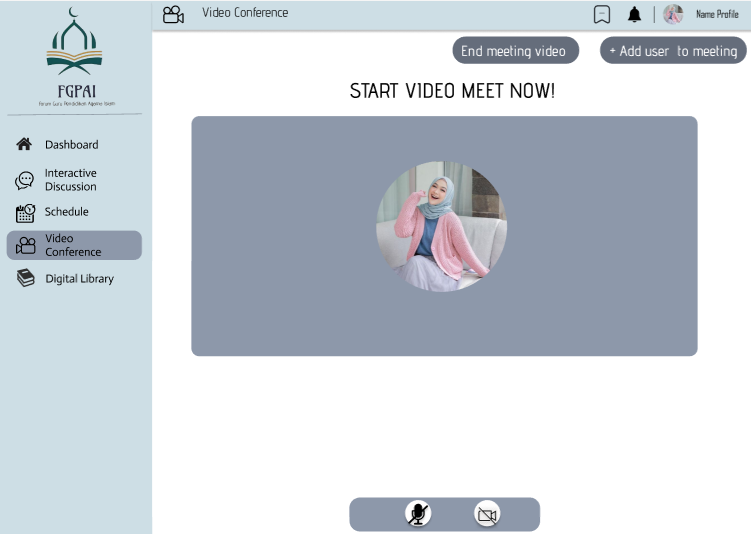 Video Conference
Name Profile
End meeting video
+ Add user to meeting
FGPAI
Forum Guru Pendidikan Agama Islam
START VIDEO MEET NOW!
Dashboard
Interactive
Discussion
Schedule
Video
Conference
Digital Library